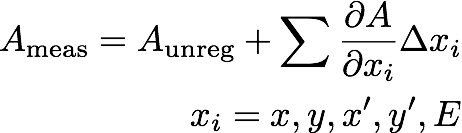 A_meas = A_unreg + ∑ ∂A/∂x_i Δx_i
x_i = x, y, x′, y′, E